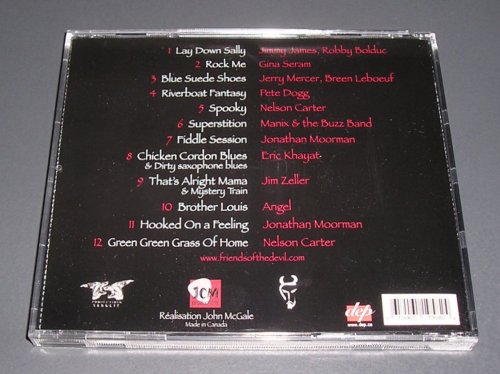 1 Lay Down Sally Jimmy James, Robby Bolduc
2 Rock Me Gina Seram
3 Blue Suede Shoes Jerry Mercer, Breen Leboeuf
4 Riverboat Fantasy Pete Dogg
5 Spooky Nelson Carter
6 Superstition Manix & the Buzz Band
7 Fiddle Session Jonathan Moorman
8 Chicken Cordon Blues Eric Khayat
& Dirty saxophone blues
9 That's Alright Mama Jim Zeller
& Mystery Train
10 Brother Louis Angel
11 Hooked On a Feeling Jonathan Moorman
12 Green Green Grass Of Home Nelson Carter
www.friendsofthedevil.com
JCM
dep
www.dep.ca
Réalisation John McGale
Made in Canada